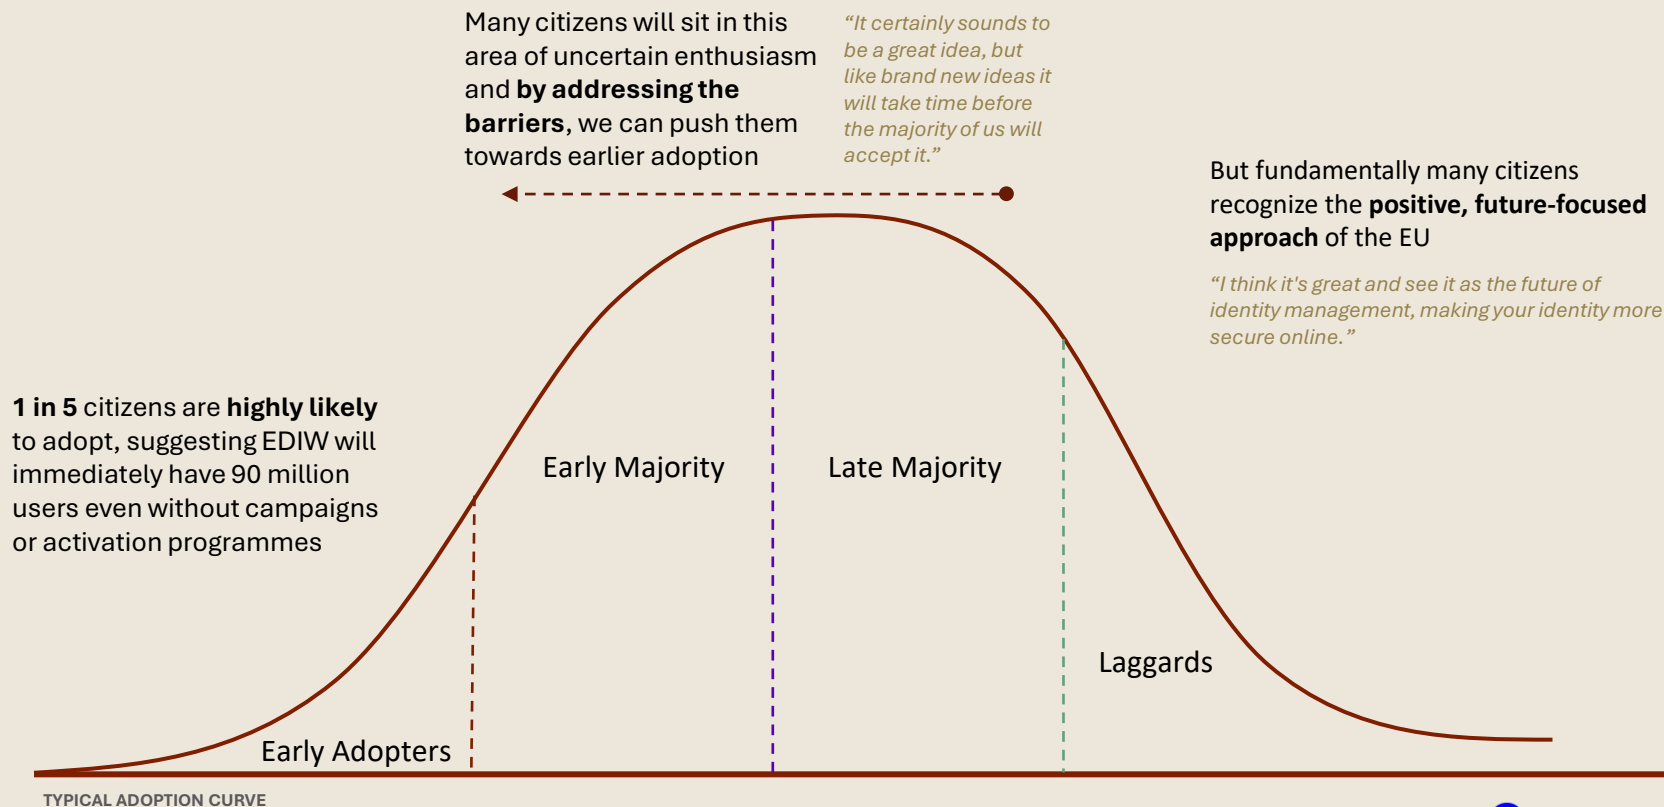 Many citizens will sit in this
area of uncertain enthusiasm
and by addressing the
barriers, we can push them
towards earlier adoption
“It certainly sounds to
be a great idea, but
like brand new ideas it
will take time before
the majority of us will
accept it.”
But fundamentally many citizens
recognize the positive, future-focused
approach of the EU
“I think it's great and see it as the future of
identity management, making your identity more
secure online.”
1 in 5 citizens are highly likely
to adopt, suggesting EDIW will
immediately have 90 million
users even without campaigns
or activation programmes
Early Majority
Late Majority
Laggards
Early Adopters
TYPICAL ADOPTION CURVE